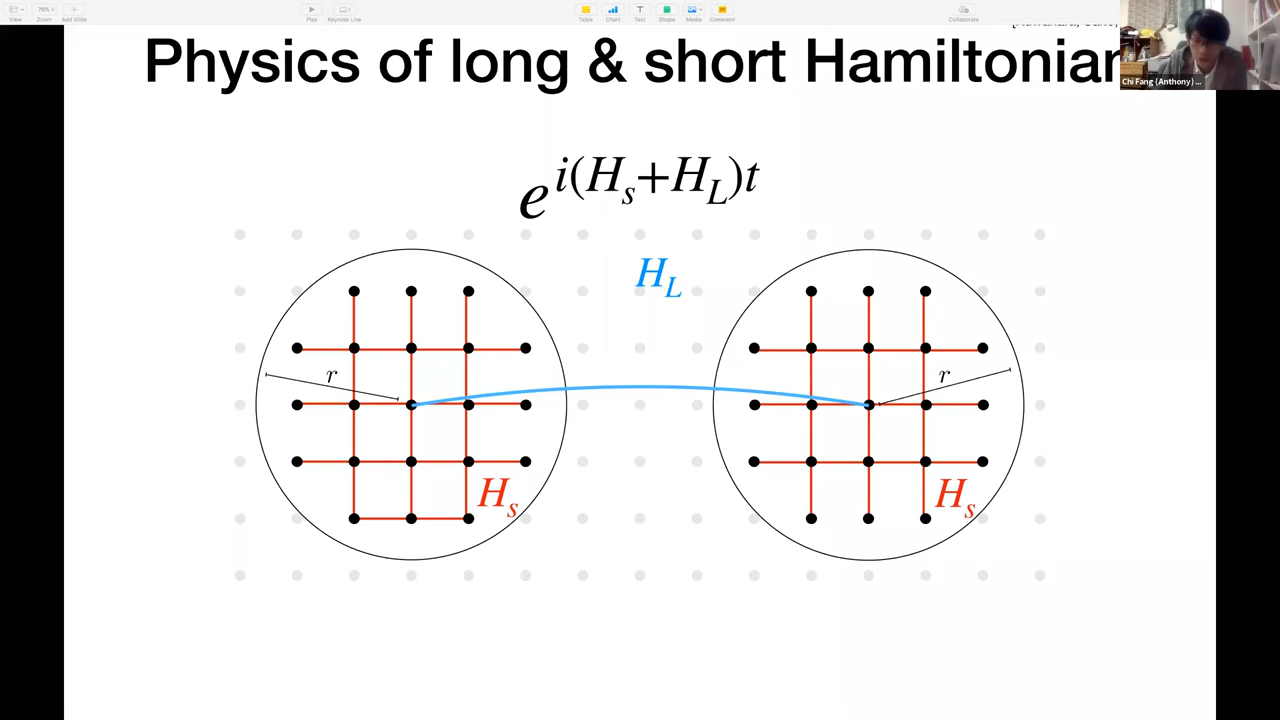 View
Zoom
Add Slide
Play
Keynote Live
Table
Chart
Text
Shape
Media
Comment
Collaborate
78%
Physics of long & short Hamiltonian
Chi Fang (Anthony) ...
e^{i(H_s+H_L)t}
H_L
r
r
H_s
H_s